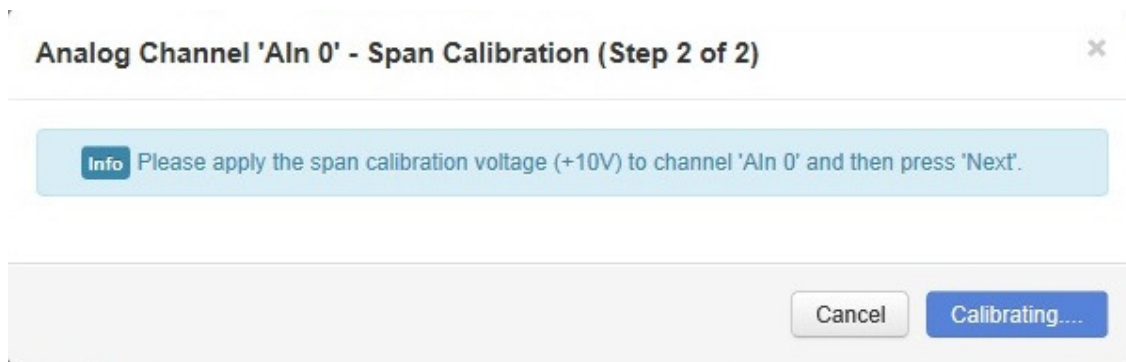 Analog Channel 'AIn 0' - Span Calibration (Step 2 of 2)
×
Info Please apply the span calibration voltage (+10V) to channel 'AIn 0' and then press 'Next'.
Cancel Calibrating....